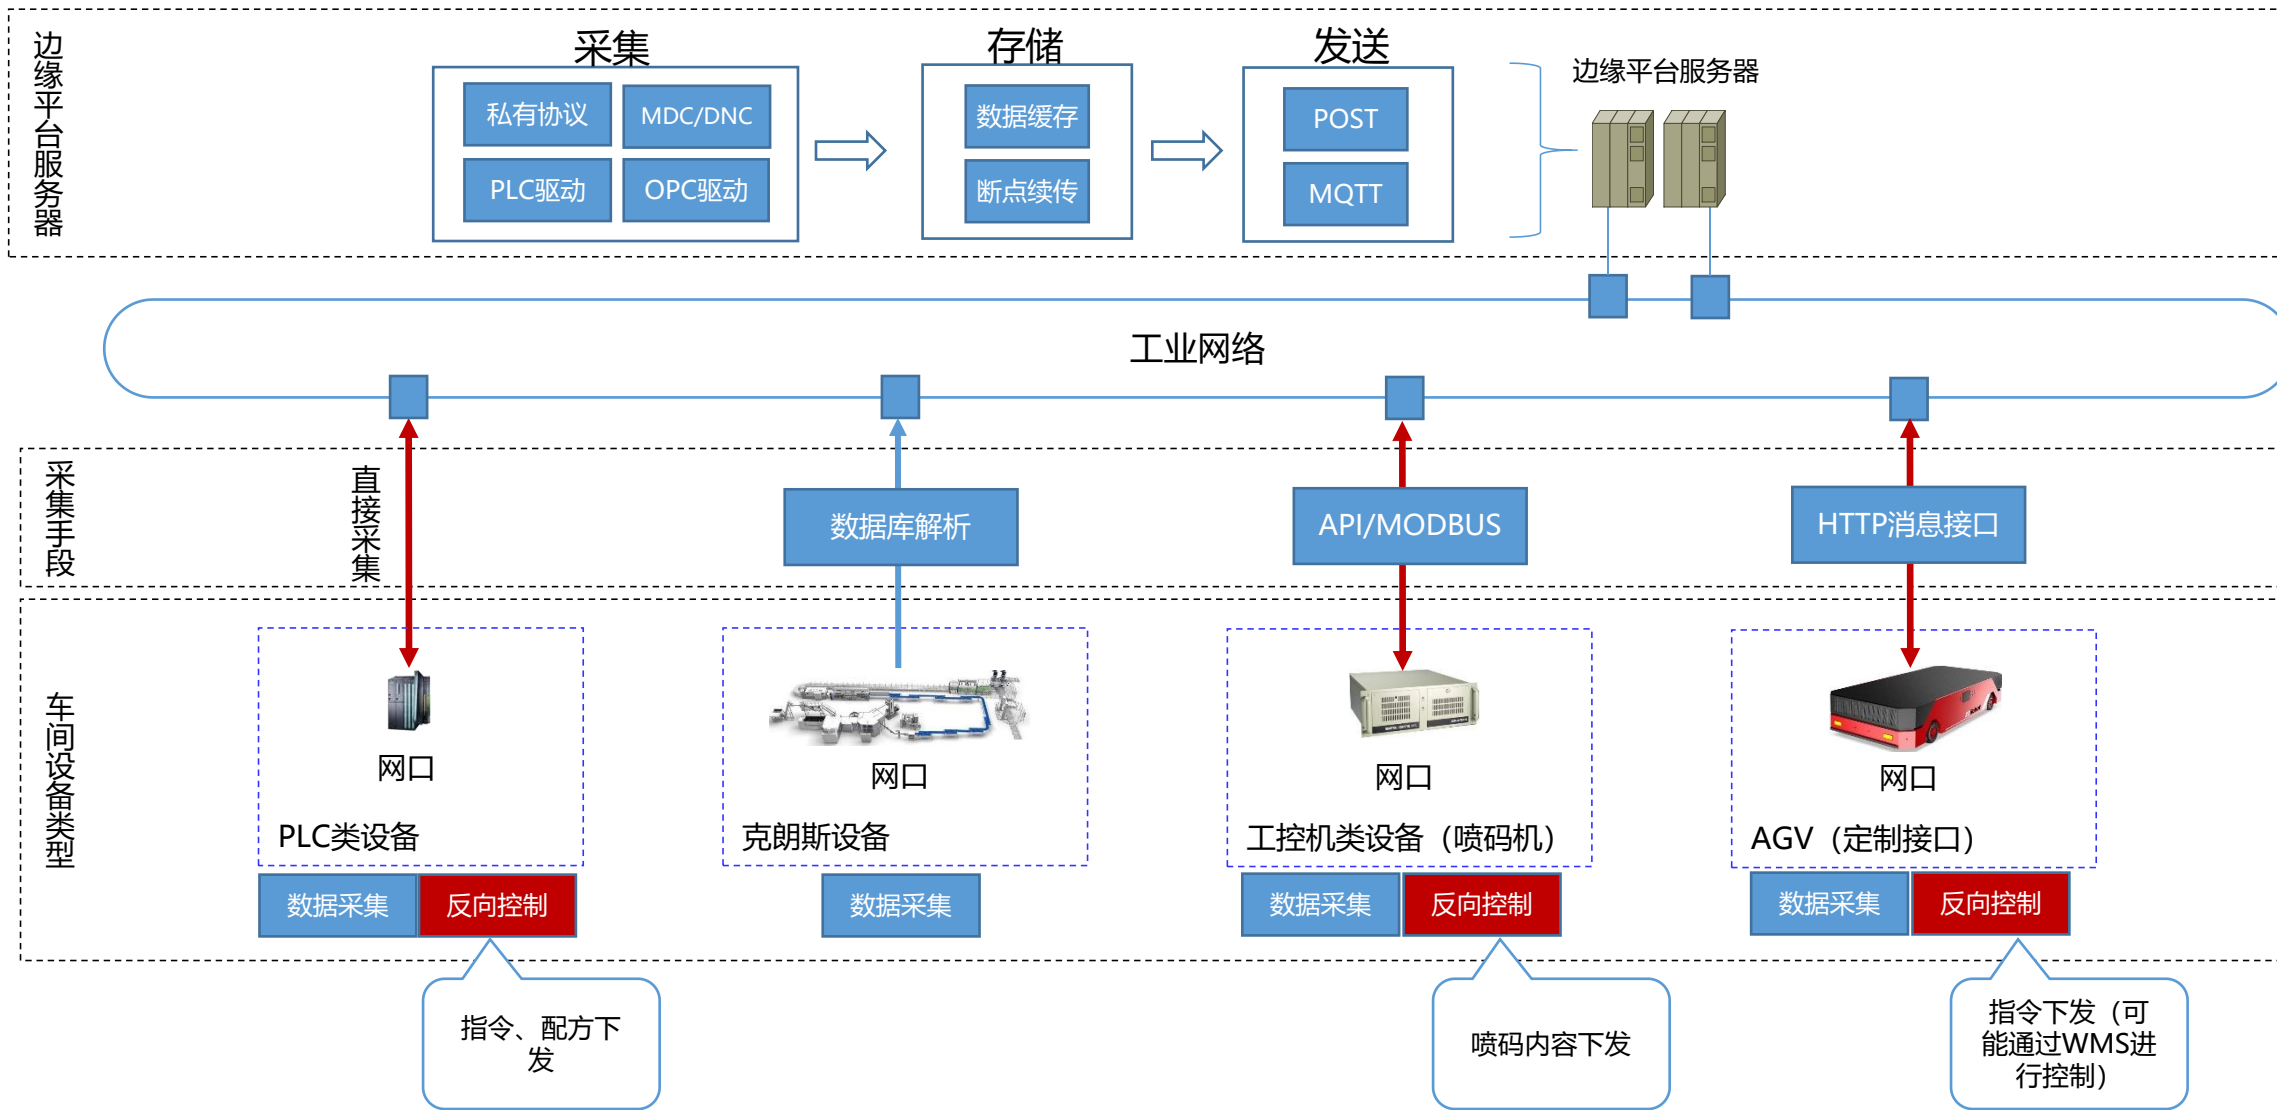 边缘平台服务器
采集
存储
发送
边缘平台服务器
私有协议
MDC/DNC
PLC驱动
OPC驱动
数据缓存
断点续传
POST
MQTT
工业网络
采集手段
直接采集
数据库解析
API/MODBUS
HTTP消息接口
车间设备类型
网口
网口
网口
网口
PLC类设备
克朗斯设备
工控机类设备（喷码机）
AGV（定制接口）
数据采集
反向控制
数据采集
数据采集
反向控制
数据采集
反向控制
指令、配方下
发
喷码内容下发
指令下发（可
能通过WMS进
行控制）